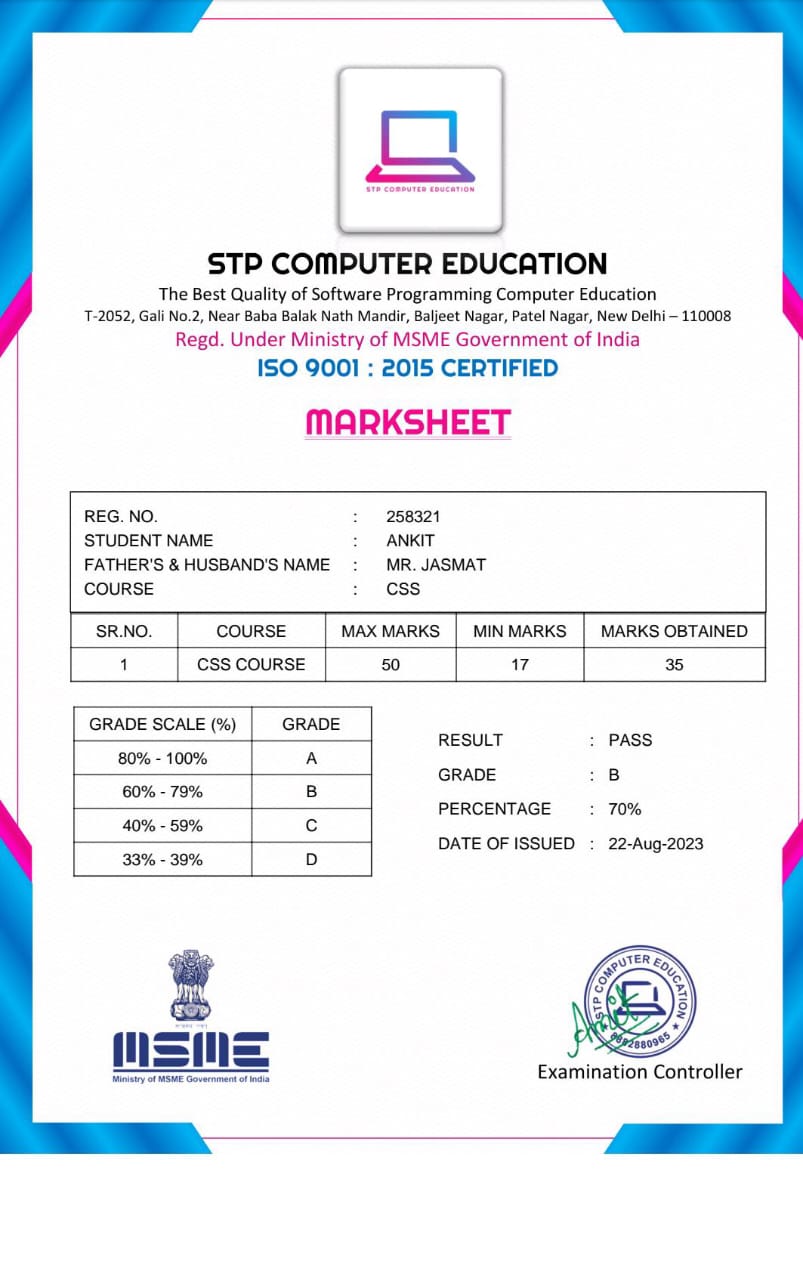 STP COMPUTER EDUCATION
STP COMPUTER EDUCATION
The Best Quality of Software Programming Computer Education
T-2052, Gali No.2, Near Baba Balak Nath Mandir, Baljeet Nagar, Patel Nagar, New Delhi – 110008
Regd. Under Ministry of MSME Government of India
ISO 9001 : 2015 CERTIFIED
MARKSHEET
REG. NO. : 258321
STUDENT NAME : ANKIT
FATHER'S & HUSBAND'S NAME : MR. JASMAT
COURSE : CSS
SR.NO. COURSE MAX MARKS MIN MARKS MARKS OBTAINED
1 CSS COURSE 50 17 35
GRADE SCALE (%) GRADE
80% - 100% A
60% - 79% B
40% - 59% C
33% - 39% D
RESULT : PASS
GRADE : B
PERCENTAGE : 70%
DATE OF ISSUED : 22-Aug-2023
MSME
Ministry of MSME Government of India
STP COMPUTER EDUCATION
★ 8882880965 ★
Examination Controller